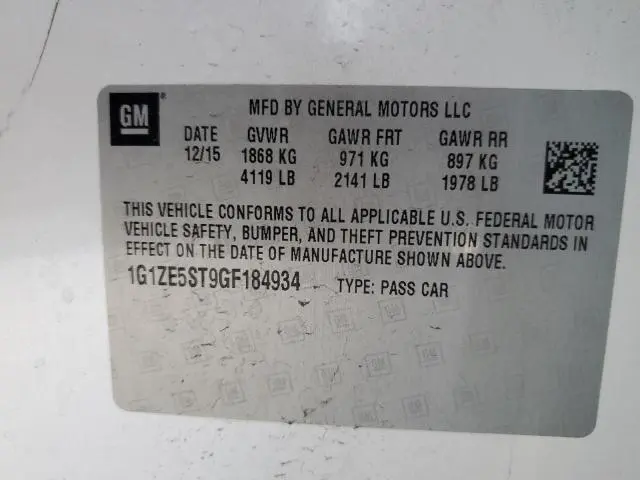 GM
MFD BY GENERAL MOTORS LLC
DATE GVWR GAWR FRT GAWR RR
12/15 1868 KG 971 KG 897 KG
4119 LB 2141 LB 1978 LB
THIS VEHICLE CONFORMS TO ALL APPLICABLE U.S. FEDERAL MOTOR
VEHICLE SAFETY, BUMPER, AND THEFT PREVENTION STANDARDS IN
EFFECT ON THE DATE OF MANUFACTURE SHOWN ABOVE.
1G1ZE5ST9GF184934 TYPE: PASS CAR